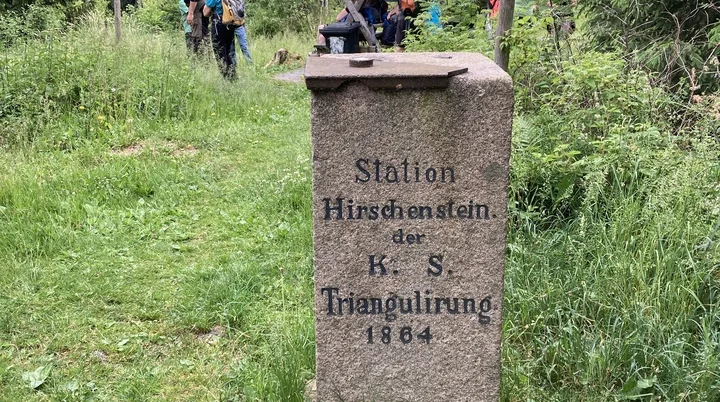 Station
Hirschenstein.
der
K. S.
Triangulirung
1864.